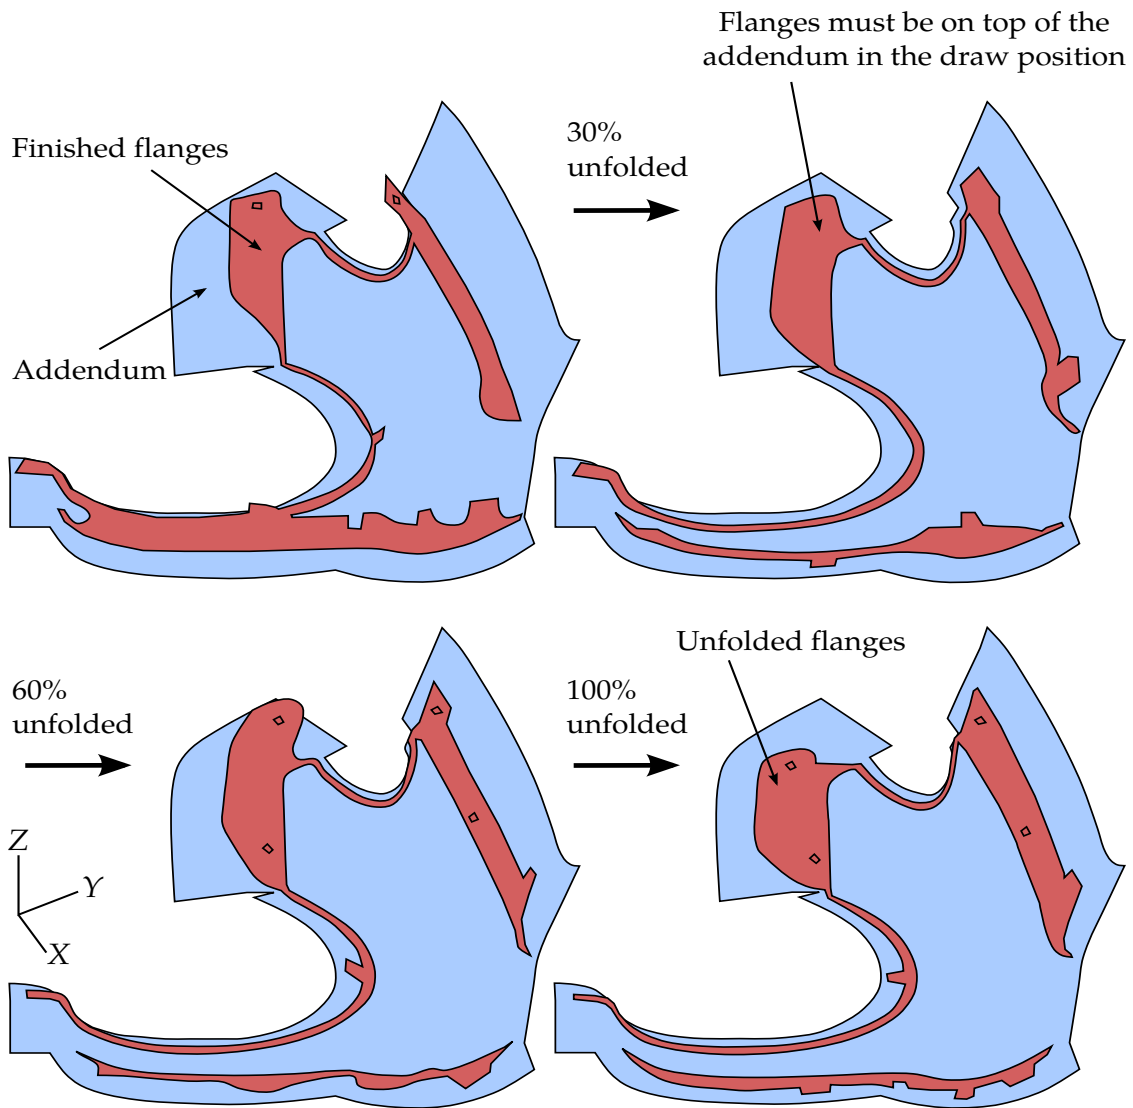 Flanges must be on top of the
addendum in the draw position
Finished flanges
30%
unfolded
Addendum
Unfolded flanges
60%
unfolded
100%
unfolded
Z
Y
X